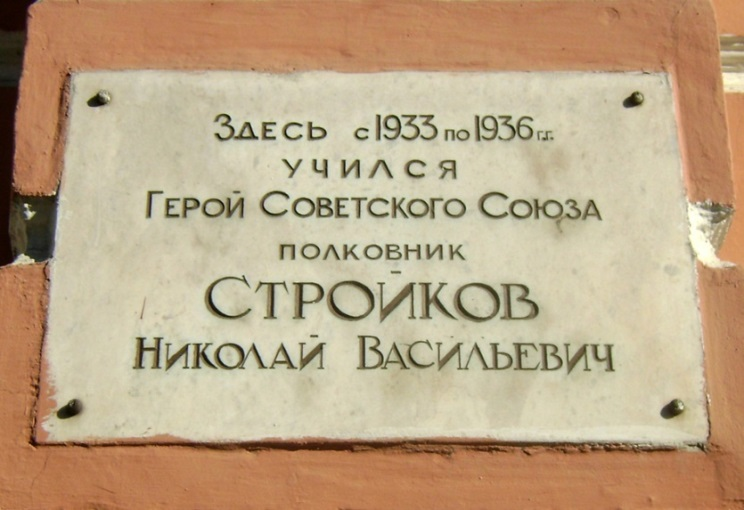 Здесь с 1933 по 1936 г.г.
учился
Герой Советского Союза
полковник
Стройков
Николай Васильевич